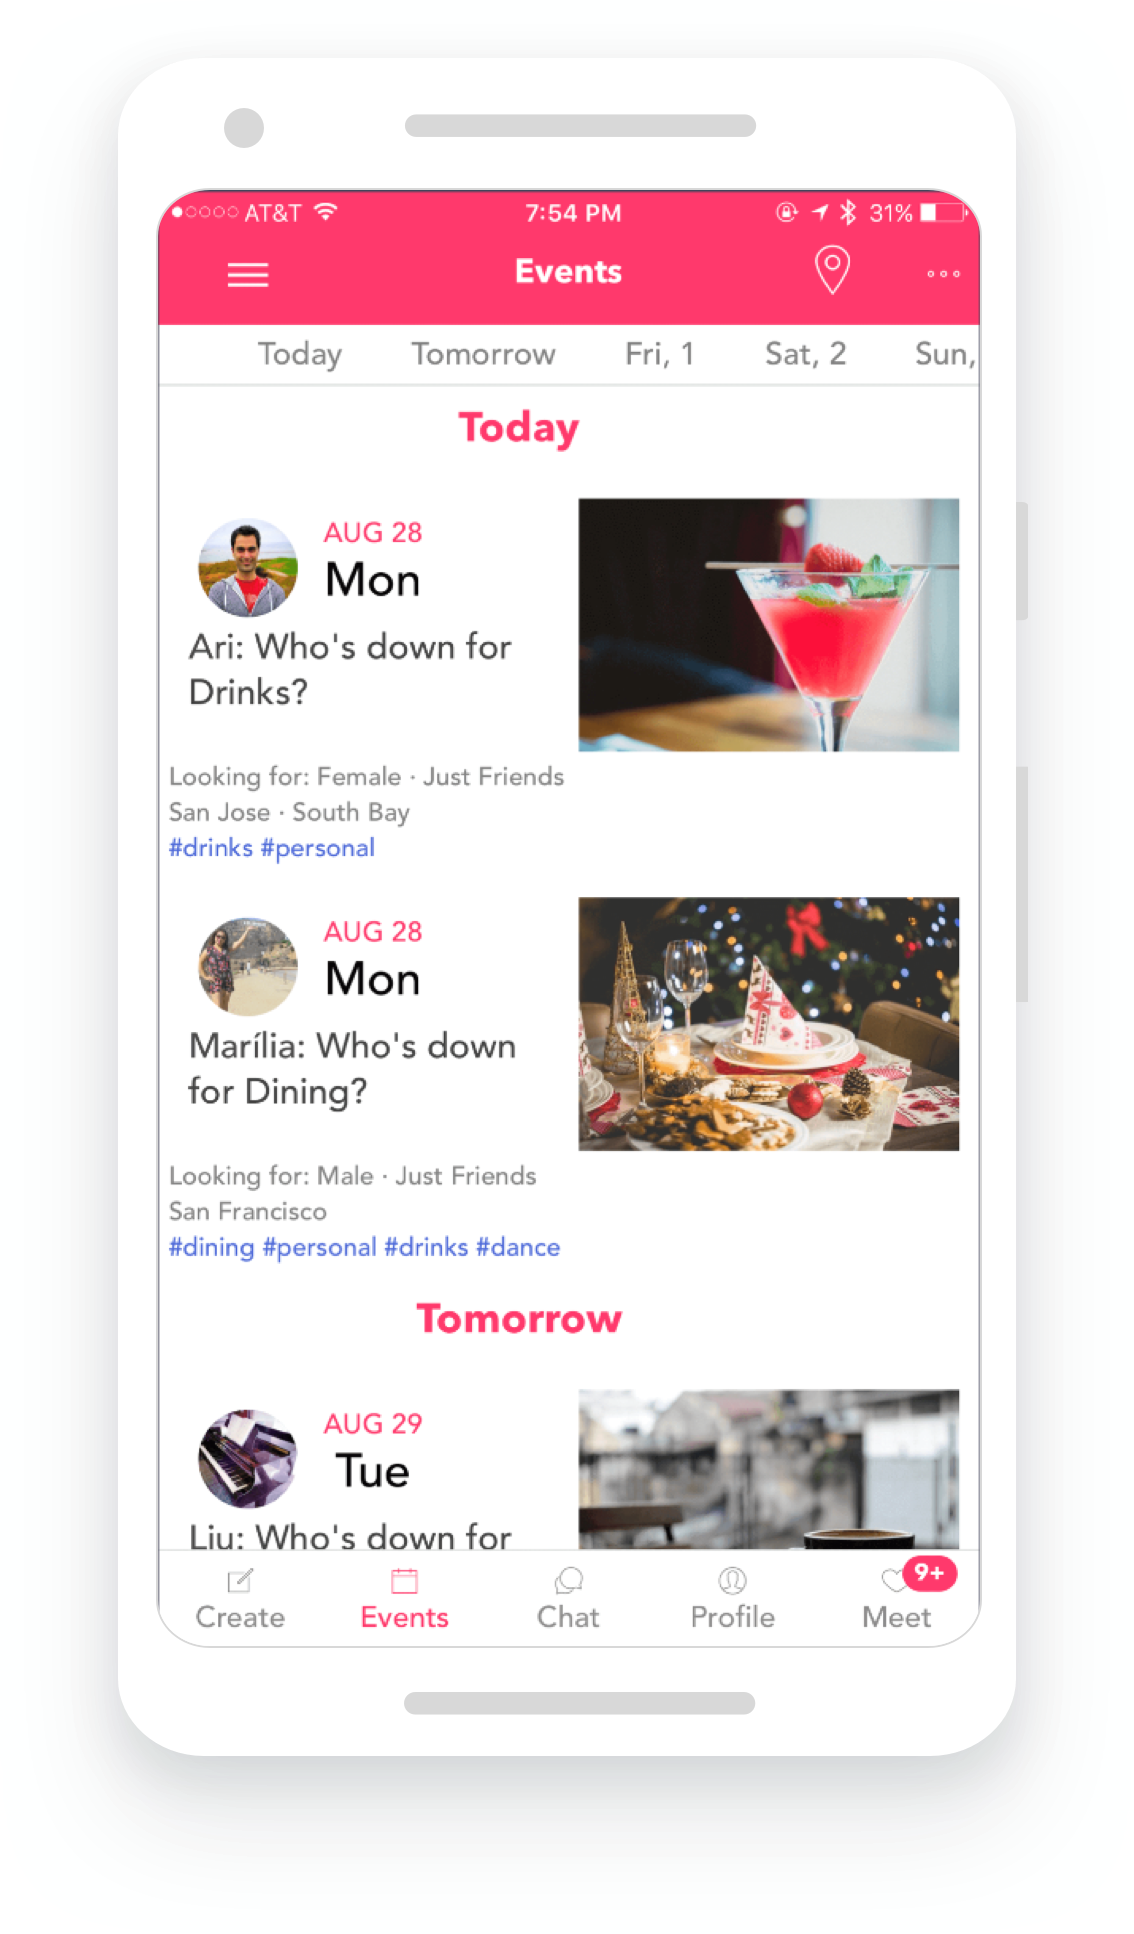 AT&T 7:54 PM 31%
Events
Today Tomorrow Fri, 1 Sat, 2 Sun,
Today
AUG 28
Mon
Ari: Who's down for
Drinks?
Looking for: Female · Just Friends
San Jose · South Bay
#drinks #personal
AUG 28
Mon
Marília: Who's down
for Dining?
Looking for: Male · Just Friends
San Francisco
#dining #personal #drinks #dance
Tomorrow
AUG 29
Tue
Liu: Who's down for
9+
Create Events Chat Profile Meet